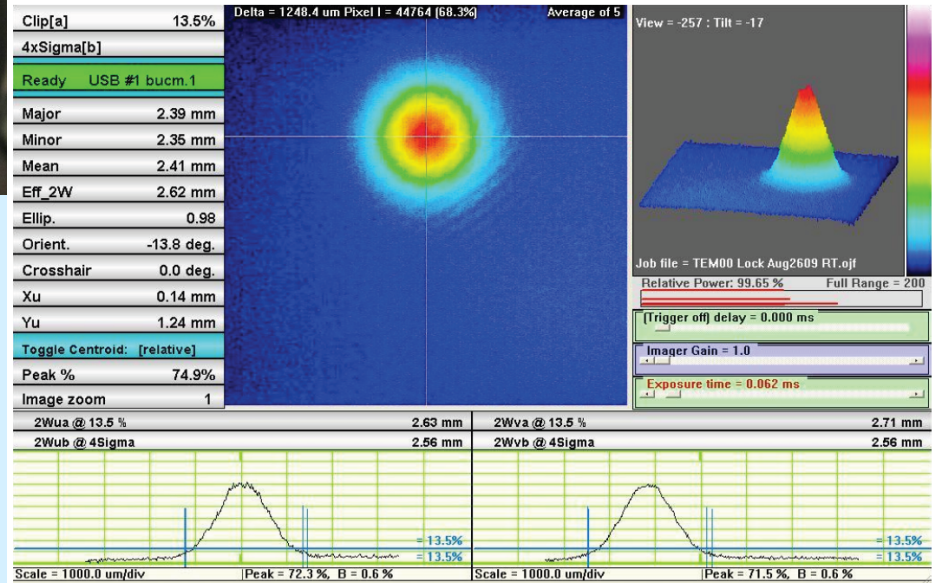 Clip[a] 13.5%
4xSigma[b]
Ready USB #1 bucm.1
Major 2.39 mm
Minor 2.35 mm
Mean 2.41 mm
Eff_2W 2.62 mm
Ellip. 0.98
Orient. -13.8 deg.
Crosshair 0.0 deg.
Xu 0.14 mm
Yu 1.24 mm
Toggle Centroid: [relative]
Peak % 74.9%
Image zoom 1
Delta = 1248.4 um Pixel I = 44764 (68.3%) Average of 5
View = -257 : Tilt = -17
Job file = TEM00 Lock Aug2609 RT.ojf
Relative Power: 99.65 % Full Range = 200
(Trigger off) delay = 0.000 ms
Imager Gain = 1.0
Exposure time = 0.062 ms
2Wua @ 13.5 % 2.63 mm
2Wub @ 4Sigma 2.56 mm
= 13.5%
= 13.5%
Scale = 1000.0 um/div Peak = 72.3 %, B = 0.6 %
2Wva @ 13.5 % 2.71 mm
2Wvb @ 4Sigma 2.56 mm
= 13.5%
= 13.5%
Scale = 1000.0 um/div Peak = 71.5 %, B = 0.6 %